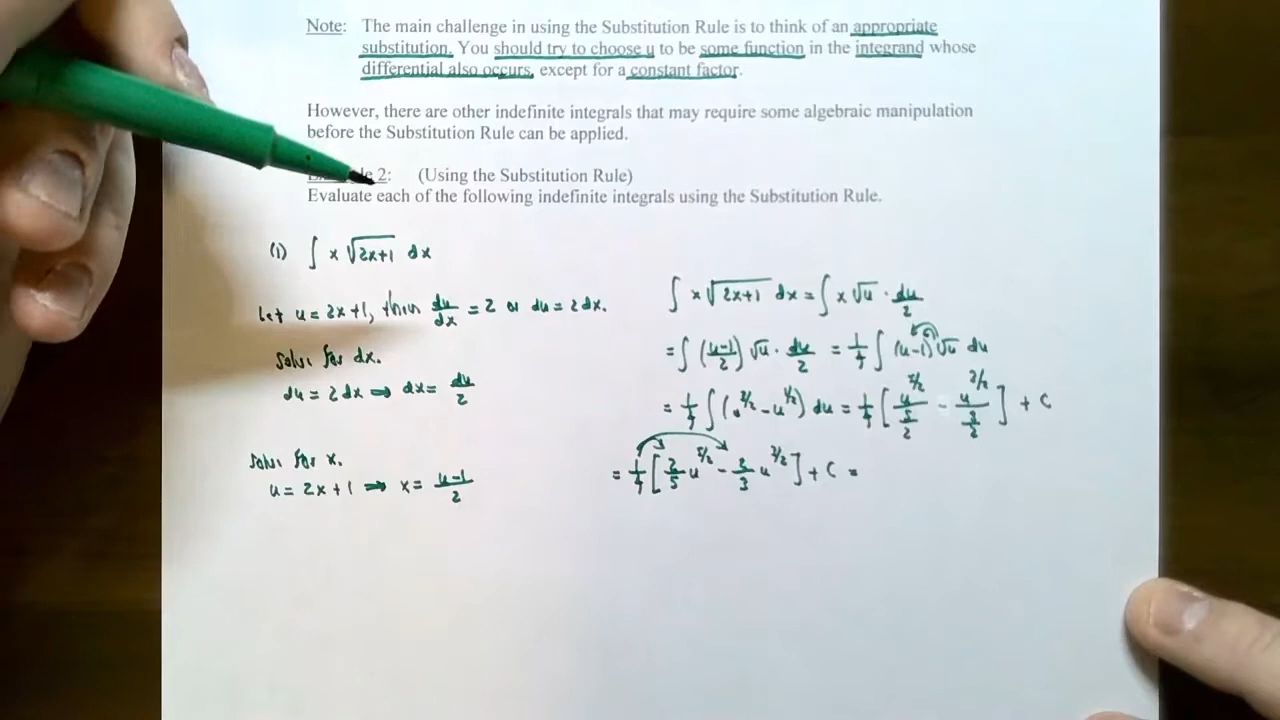 Note: The main challenge in using the Substitution Rule is to think of an appropriate
substitution. You should try to choose u to be some function in the integrand whose
differential also occurs, except for a constant factor.
However, there are other indefinite integrals that may require some algebraic manipulation
before the Substitution Rule can be applied.
2: (Using the Substitution Rule)
Evaluate each of the following indefinite integrals using the Substitution Rule.
(1) ∫ x √(2x+1) dx
Let u = 2x+1, then du/dx = 2 or du = 2dx.
Solve for dx.
du = 2dx ⟹ dx = du/2
Solve for x.
u = 2x+1 ⟹ x = (u-1)/2
∫ x √(2x+1) dx = ∫ x √u · du/2
= ∫ ((u-1)/2) √u · du/2 = 1/4 ∫ (u-1) √u du
= 1/4 ∫ (u^(3/2) - u^(1/2)) du = 1/4 [ u^(5/2)/(5/2) - u^(3/2)/(3/2) ] + C
= 1/4 [ 2/5 u^(5/2) - 2/3 u^(3/2) ] + C =